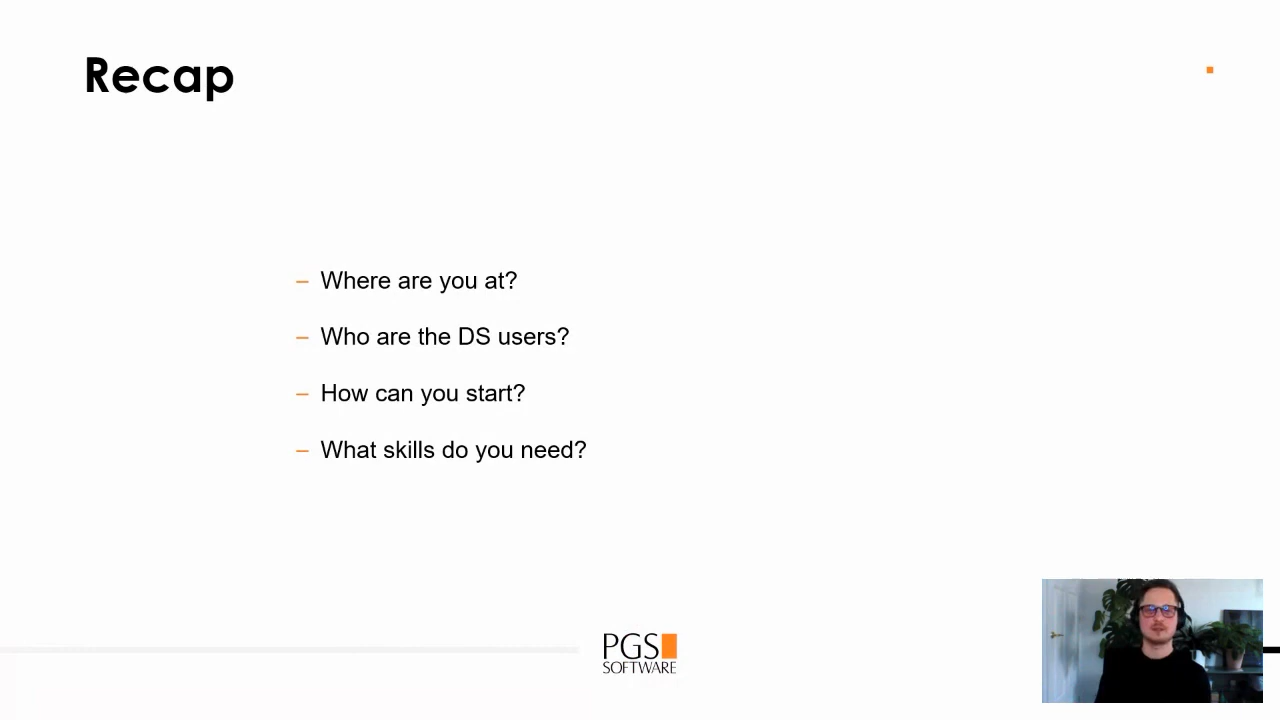 Recap
– Where are you at?
– Who are the DS users?
– How can you start?
– What skills do you need?
PGS
SOFTWARE